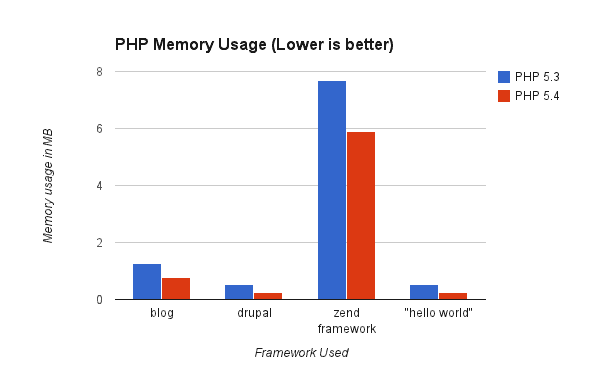 PHP Memory Usage (Lower is better)
8
6
4
2
0
Memory usage in MB
PHP 5.3
PHP 5.4
blog
drupal
zend
framework
"hello world"
Framework Used